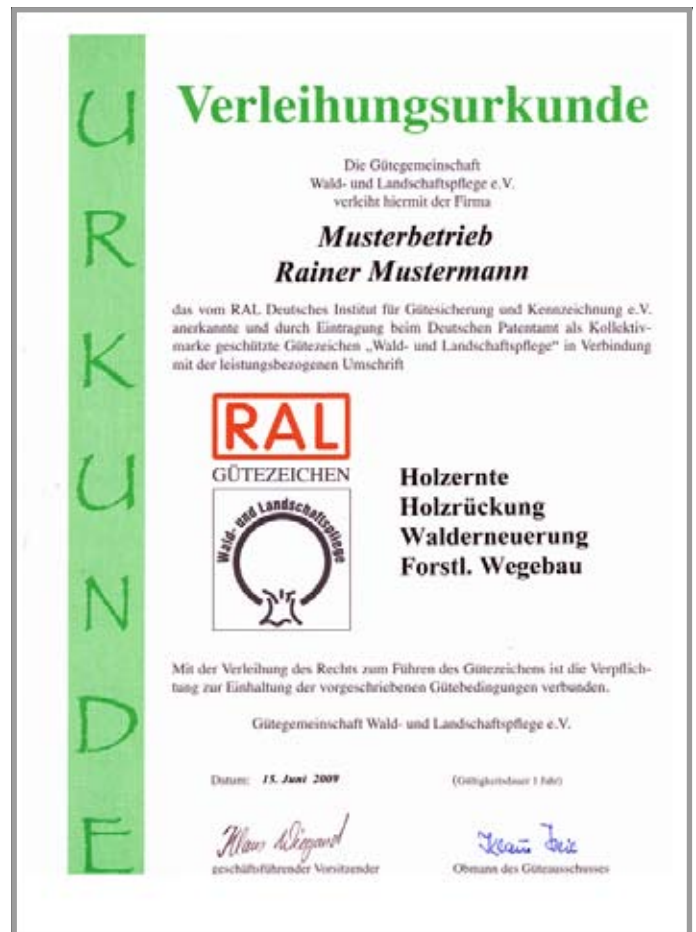 URKUNDE
Verleihungsurkunde
Die Gütegemeinschaft
Wald- und Landschaftspflege e.V.
verleiht hiermit der Firma
Musterbetrieb
Rainer Mustermann
das vom RAL Deutsches Institut für Gütesicherung und Kennzeichnung e.V.
anerkannte und durch Eintragung beim Deutschen Patentamt als Kollektiv-
marke geschützte Gütezeichen „Wald- und Landschaftspflege“ in Verbindung
mit der leistungsbezogenen Umschrift
RAL
GÜTEZEICHEN
Wald- und Landschaftspflege
Holzernte
Holzrückung
Walderneuerung
Forstl. Wegebau
Mit der Verleihung des Rechts zum Führen des Gütezeichens ist die Verpflich-
tung zur Einhaltung der vorgeschriebenen Gütebedingungen verbunden.
Gütegemeinschaft Wald- und Landschaftspflege e.V.
Datum: 15. Juni 2009
(Gültigkeitsdauer 1 Jahr)
Klaus Wiegand
Klaus
geschäftsführender Vorsitzender
Obmann des Güteausschusses